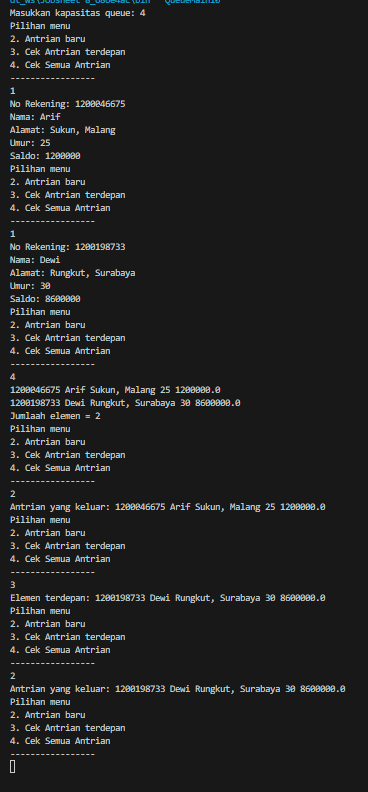 Masukkan kapasitas queue: 4
Pilihan menu
2. Antrian baru
3. Cek Antrian terdepan
4. Cek Semua Antrian
-----------------
1
No Rekening: 1200046675
Nama: Arif
Alamat: Sukun, Malang
Umur: 25
Saldo: 1200000
Pilihan menu
2. Antrian baru
3. Cek Antrian terdepan
4. Cek Semua Antrian
-----------------
1
No Rekening: 1200198733
Nama: Dewi
Alamat: Rungkut, Surabaya
Umur: 30
Saldo: 8600000
Pilihan menu
2. Antrian baru
3. Cek Antrian terdepan
4. Cek Semua Antrian
-----------------
4
1200046675 Arif Sukun, Malang 25 1200000.0
1200198733 Dewi Rungkut, Surabaya 30 8600000.0
Jumlaah elemen = 2
Pilihan menu
2. Antrian baru
3. Cek Antrian terdepan
4. Cek Semua Antrian
-----------------
2
Antrian yang keluar: 1200046675 Arif Sukun, Malang 25 1200000.0
Pilihan menu
2. Antrian baru
3. Cek Antrian terdepan
4. Cek Semua Antrian
-----------------
3
Elemen terdepan: 1200198733 Dewi Rungkut, Surabaya 30 8600000.0
Pilihan menu
2. Antrian baru
3. Cek Antrian terdepan
4. Cek Semua Antrian
-----------------
2
Antrian yang keluar: 1200198733 Dewi Rungkut, Surabaya 30 8600000.0
Pilihan menu
2. Antrian baru
3. Cek Antrian terdepan
4. Cek Semua Antrian
-----------------